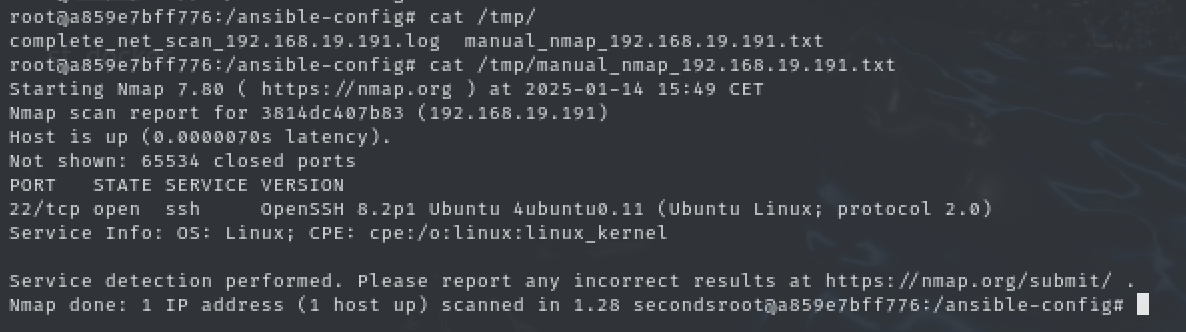 root@a859e7bff776:/ansible-config# cat /tmp/
complete_net_scan_192.168.19.191.log  manual_nmap_192.168.19.191.txt
root@a859e7bff776:/ansible-config# cat /tmp/manual_nmap_192.168.19.191.txt
Starting Nmap 7.80 ( https://nmap.org ) at 2025-01-14 15:49 CET
Nmap scan report for 3814dc407b83 (192.168.19.191)
Host is up (0.0000070s latency).
Not shown: 65534 closed ports
PORT   STATE SERVICE VERSION
22/tcp open  ssh     OpenSSH 8.2p1 Ubuntu 4ubuntu0.11 (Ubuntu Linux; protocol 2.0)
Service Info: OS: Linux; CPE: cpe:/o:linux:linux_kernel

Service detection performed. Please report any incorrect results at https://nmap.org/submit/ .
Nmap done: 1 IP address (1 host up) scanned in 1.28 secondsroot@a859e7bff776:/ansible-config#